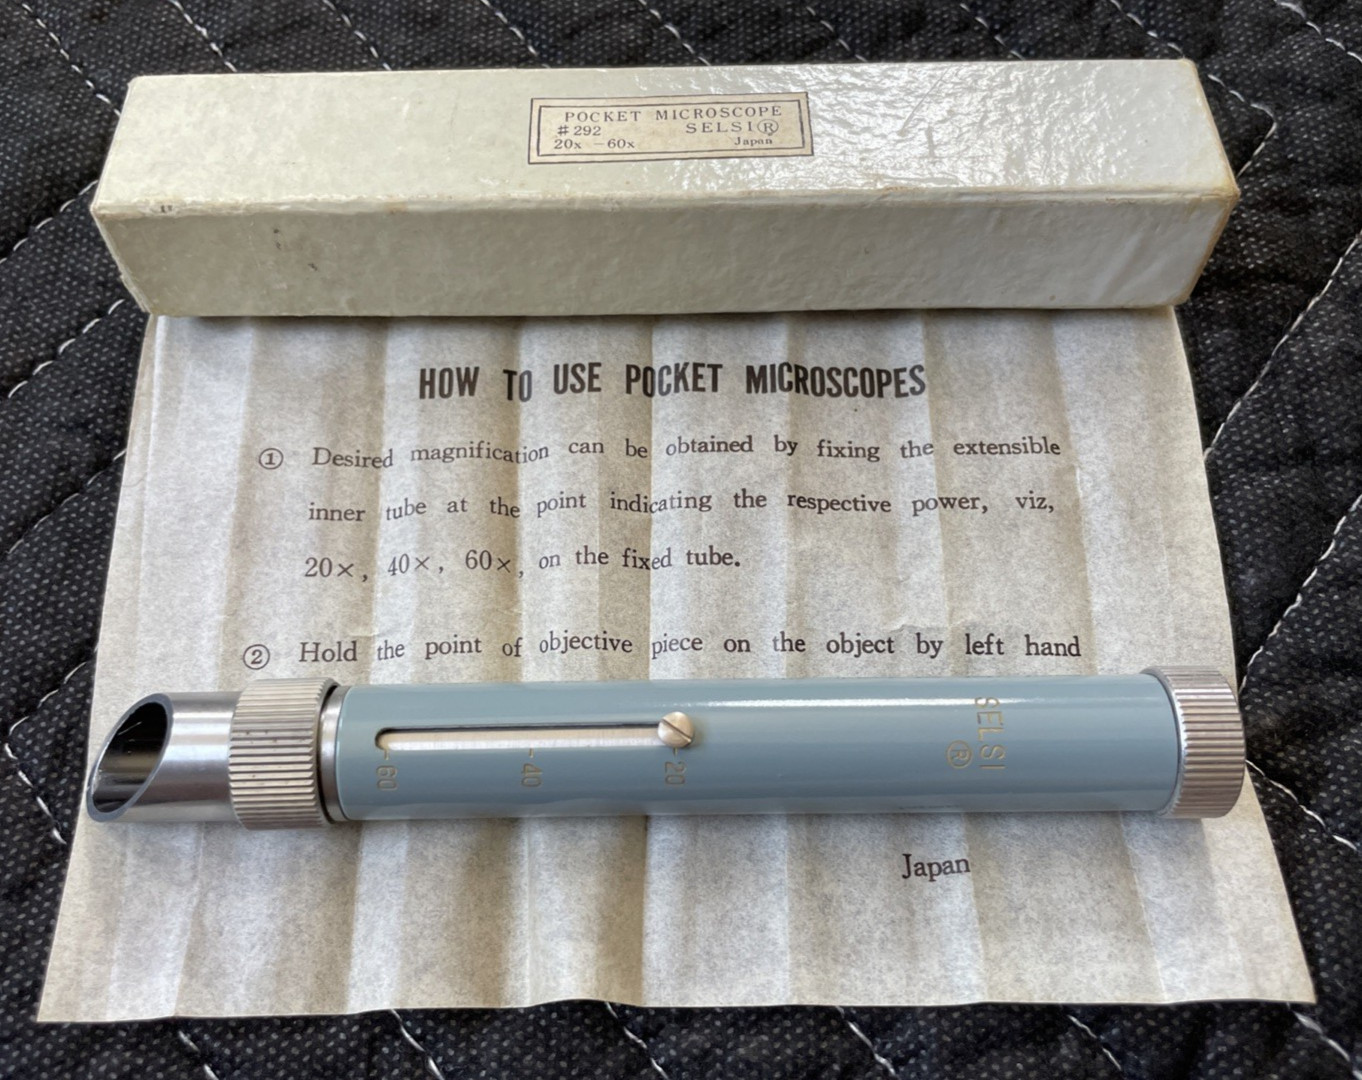 POCKET MICROSCOPE
# 292 SELSI®
20x - 60x Japan
HOW TO USE POCKET MICROSCOPES
① Desired magnification can be obtained by fixing the extensible
inner tube at the point indicating the respective power, viz,
20×, 40×, 60×, on the fixed tube.
② Hold the point of objective piece on the object by left hand
60
40
20
SELSI
®
Japan